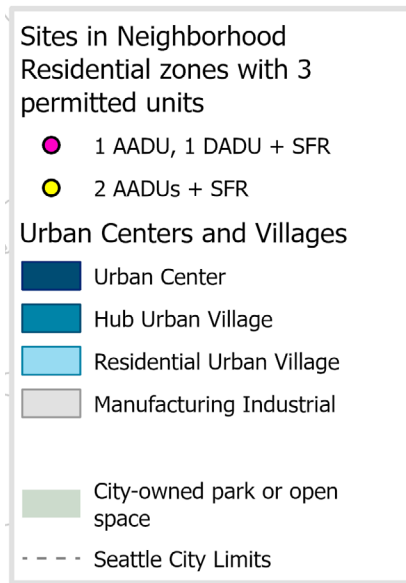 Sites in Neighborhood
Residential zones with 3
permitted units
1 AADU, 1 DADU + SFR
2 AADUs + SFR
Urban Centers and Villages
Urban Center
Hub Urban Village
Residential Urban Village
Manufacturing Industrial
City-owned park or open
space
Seattle City Limits